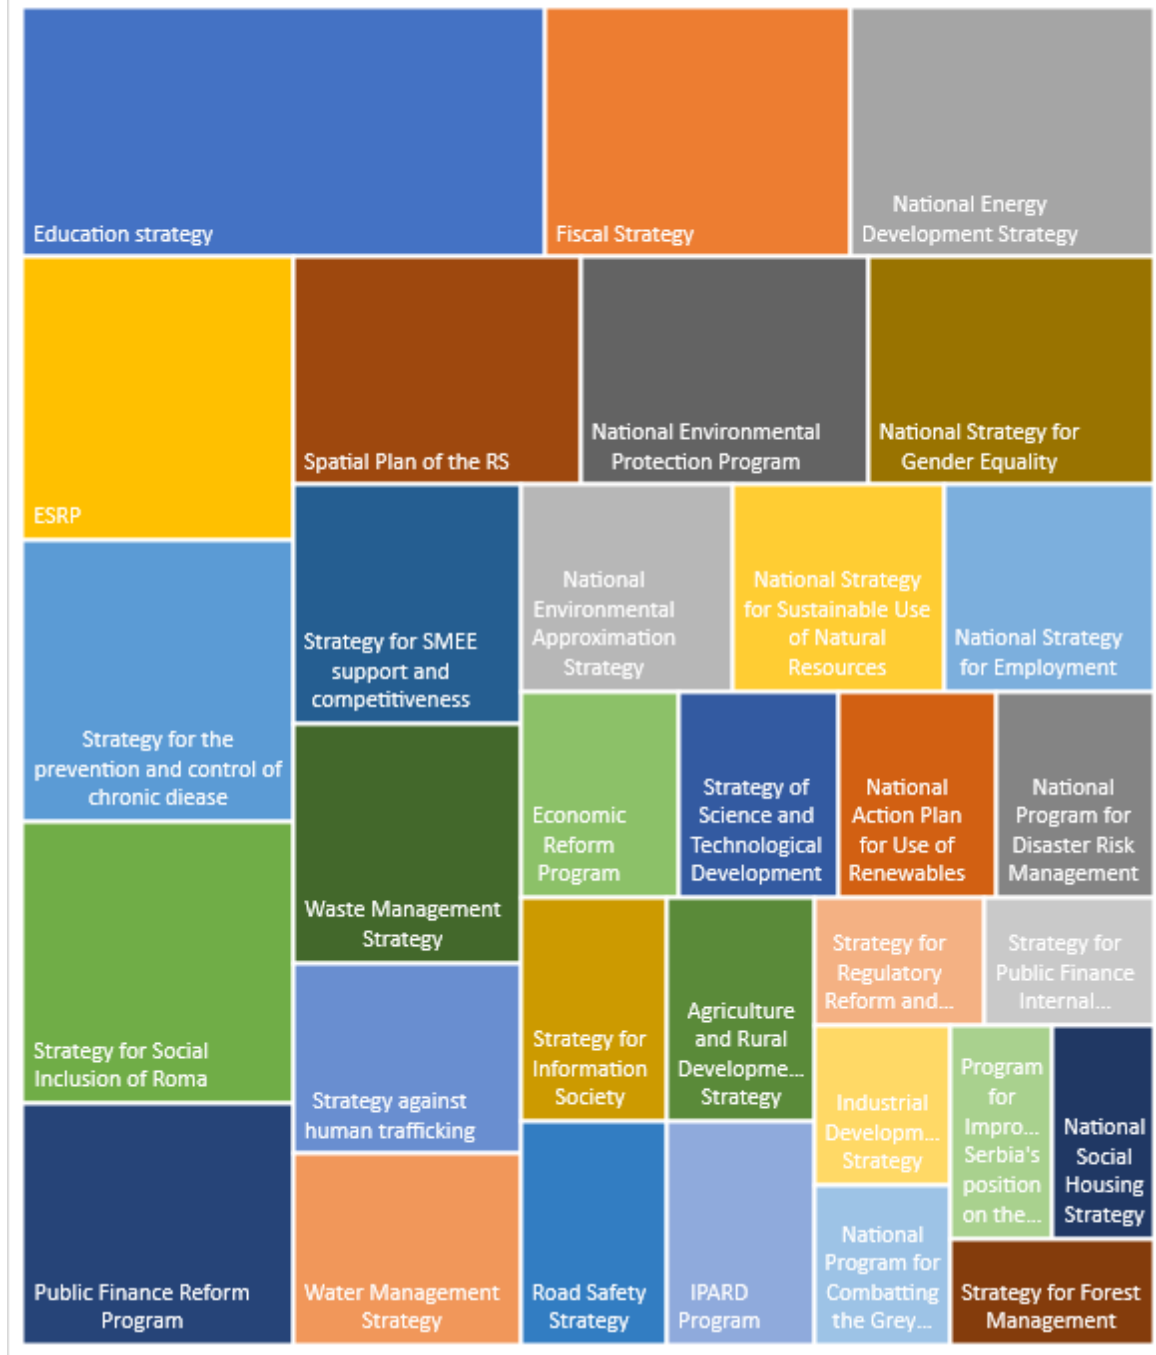 Education strategy
Fiscal Strategy
National Energy
Development Strategy
ESRP
Spatial Plan of the RS
National Environmental
Protection Program
National Strategy for
Gender Equality
Strategy for the
prevention and control of
chronic diease
Strategy for SMEE
support and
competitiveness
National
Environmental
Approximation
Strategy
National Strategy
for Sustainable Use
of Natural
Resources
National Strategy
for Employment
Strategy for Social
Inclusion of Roma
Waste Management
Strategy
Economic
Reform
Program
Strategy of
Science and
Technological
Development
National
Action Plan
for Use of
Renewables
National
Program for
Disaster Risk
Management
Strategy against
human trafficking
Strategy for
Information
Society
Agriculture
and Rural
Developme...
Strategy
Strategy for
Regulatory
Reform and...
Strategy for
Public Finance
Internal...
Industrial
Developm...
Strategy
Program
for
Impro...
Serbia's
position
on the...
National
Social
Housing
Strategy
Public Finance Reform
Program
Water Management
Strategy
Road Safety
Strategy
IPARD
Program
National
Program for
Combatting
the Grey...
Strategy for Forest
Management